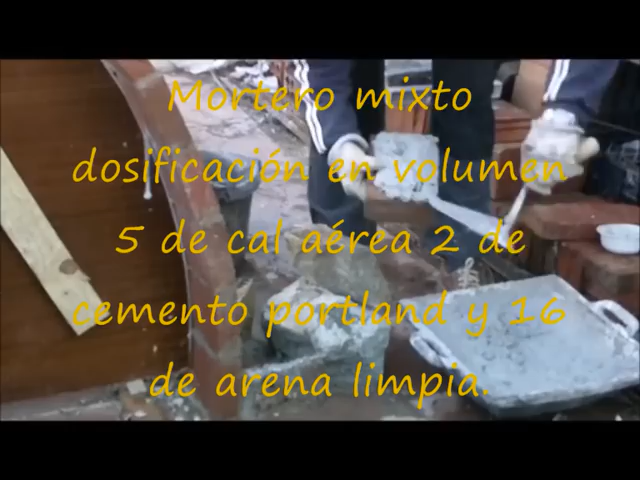 Mortero mixto
dosificación en volumen
5 de cal aérea 2 de
cemento portland y 16
de arena limpia.